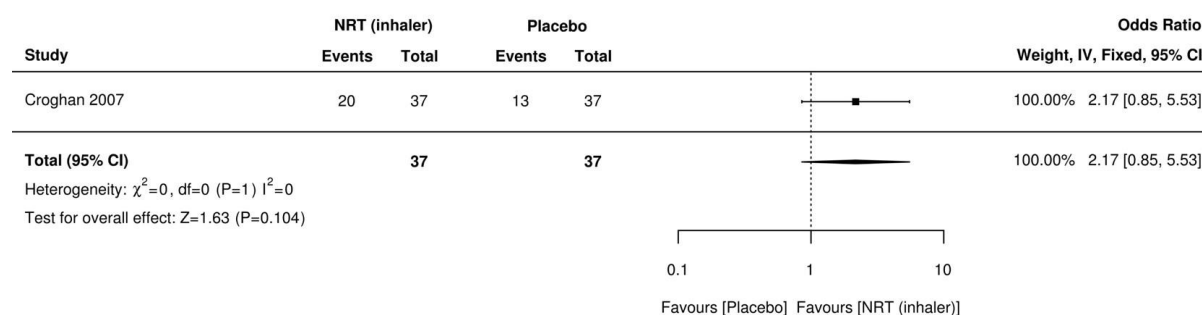 NRT (inhaler) Placebo Odds Ratio
Study Events Total Events Total Weight, IV, Fixed, 95% CI
Croghan 2007 20 37 13 37 100.00% 2.17 [0.85, 5.53]
Total (95% CI) 37 37 100.00% 2.17 [0.85, 5.53]
Heterogeneity: χ²=0, df=0 (P=1) I²=0
Test for overall effect: Z=1.63 (P=0.104)
0.1 1 10
Favours [Placebo] Favours [NRT (inhaler)]